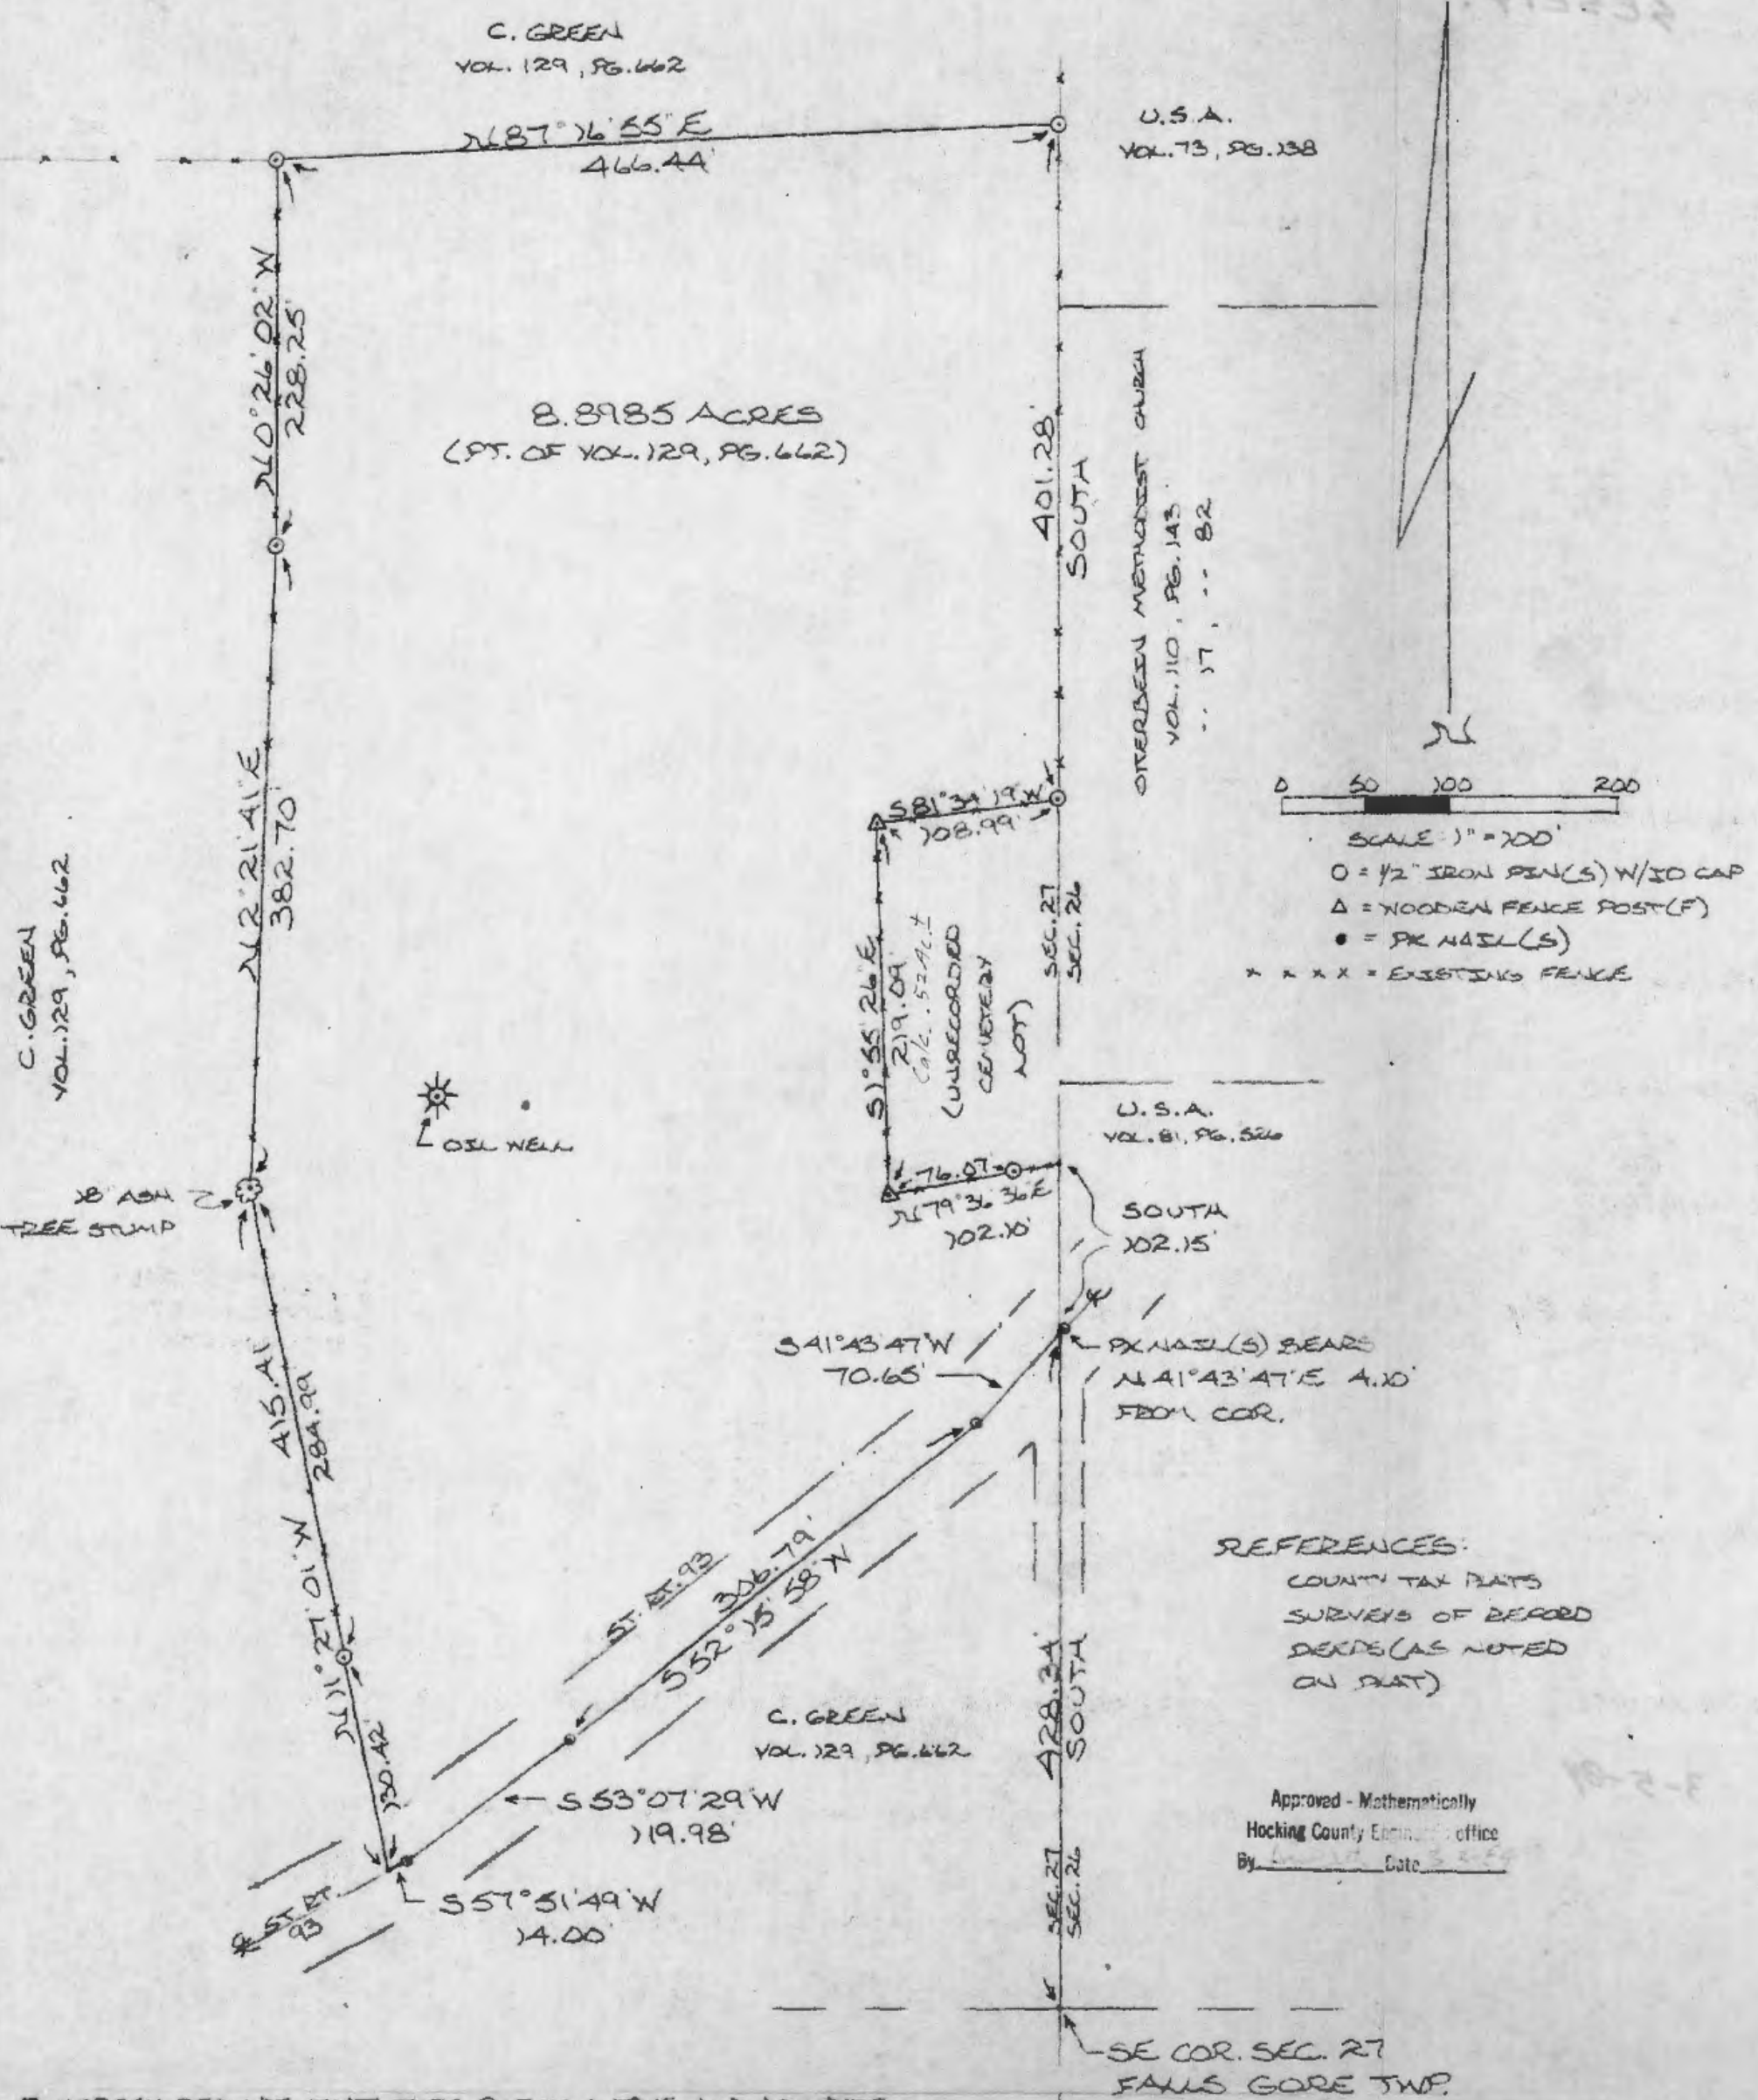 C. GREEN
VOL. 129, PG. 662
N 87° 16' 55" E
466.44'
U.S.A.
VOL. 73, PG. 138
N 0° 26' 02" W
228.25'
8.8985 ACRES
(PT. OF VOL. 129, PG. 662)
401.28'
SOUTH
OTTERBEIN METHODIST CHURCH
VOL. 110, PG. 143
" 17, " 82
N
0 50 100 200
SCALE: 1" = 100'
O = 1/2" IRON PIN(S) W/ID CAP
Δ = WOODEN FENCE POST(F)
● = PK NAIL(S)
x x x x = EXISTING FENCE
S 81° 34' 19" W
108.99'
N 2° 21' 41" E
382.70'
C. GREEN
VOL. 129, PG. 662
S 1° 55' 26" E
219.09'
Calc. .52 Ac.±
(UNRECORDED
CEMETERY
LOT)
SEC. 27
SEC. 26
OIL WELL
U.S.A.
VOL. 81, PG. 526
18" ASH
TREE STUMP
76.07'
N 79° 36' 36" E
102.10'
SOUTH
102.15'
S 41° 43' 47" W
70.65'
PK NAIL(S) BEARS
N 41° 43' 47" E 4.10'
FROM COR.
N 11° 27' 01" W 415.41'
284.99'
130.42'
ST. RT. 93
306.79'
S 52° 15' 58" W
REFERENCES:
COUNTY TAX PLATS
SURVEYS OF RECORD
DEEDS (AS NOTED
ON PLAT)
C. GREEN
VOL. 129, PG. 662
428.34'
SOUTH
S 53° 07' 29" W
119.98'
Approved - Mathematically
Hocking County Engineer's office
By Date
SEC. 27
SEC. 26
S 57° 51' 49" W
14.00'
℄ ST. RT.
93
SE COR. SEC. 27
FALLS GORE TWP.